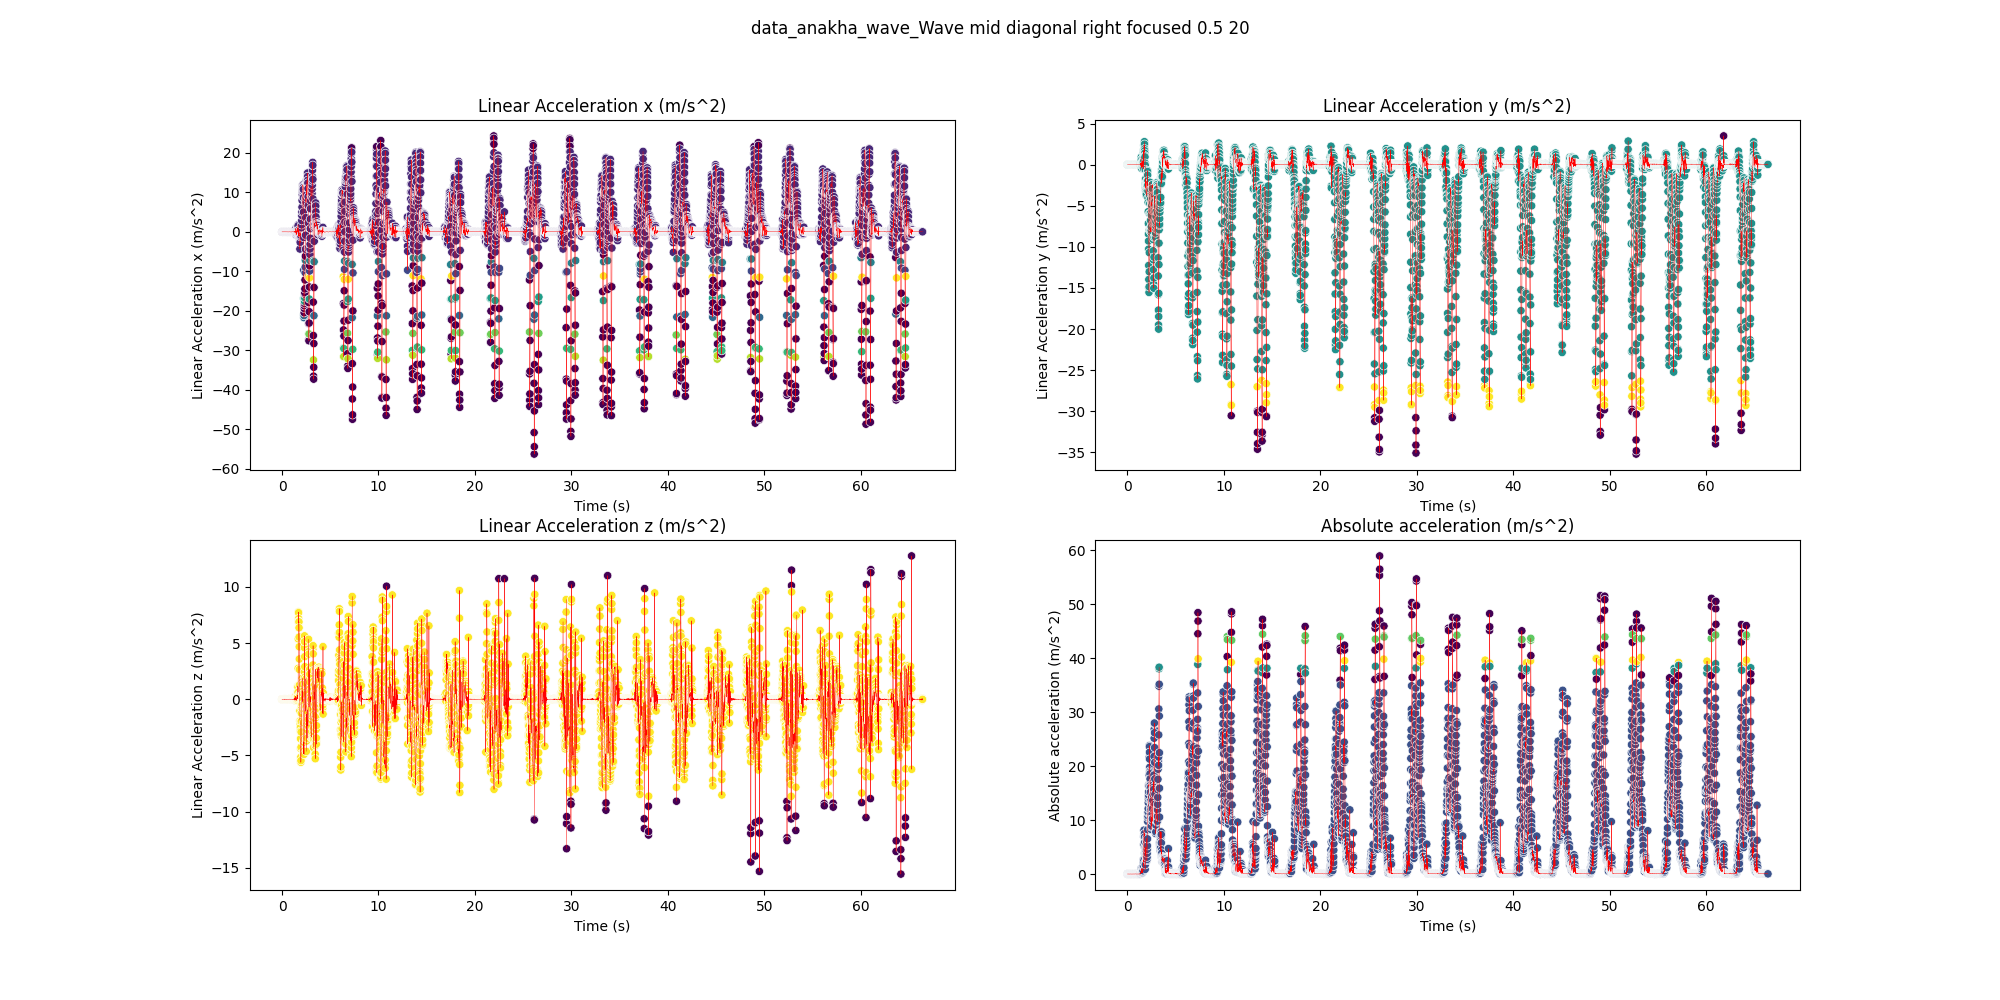 data_anakha_wave_Wave mid diagonal right focused 0.5 20
Linear Acceleration x (m/s^2)
Linear Acceleration x (m/s^2)
20
10
0
−10
−20
−30
−40
−50
−60
0 10 20 30 40 50 60
Time (s)
Linear Acceleration y (m/s^2)
Linear Acceleration y (m/s^2)
5
0
−5
−10
−15
−20
−25
−30
−35
0 10 20 30 40 50 60
Time (s)
Linear Acceleration z (m/s^2)
Linear Acceleration z (m/s^2)
10
5
0
−5
−10
−15
0 10 20 30 40 50 60
Time (s)
Absolute acceleration (m/s^2)
Absolute acceleration (m/s^2)
60
50
40
30
20
10
0
0 10 20 30 40 50 60
Time (s)